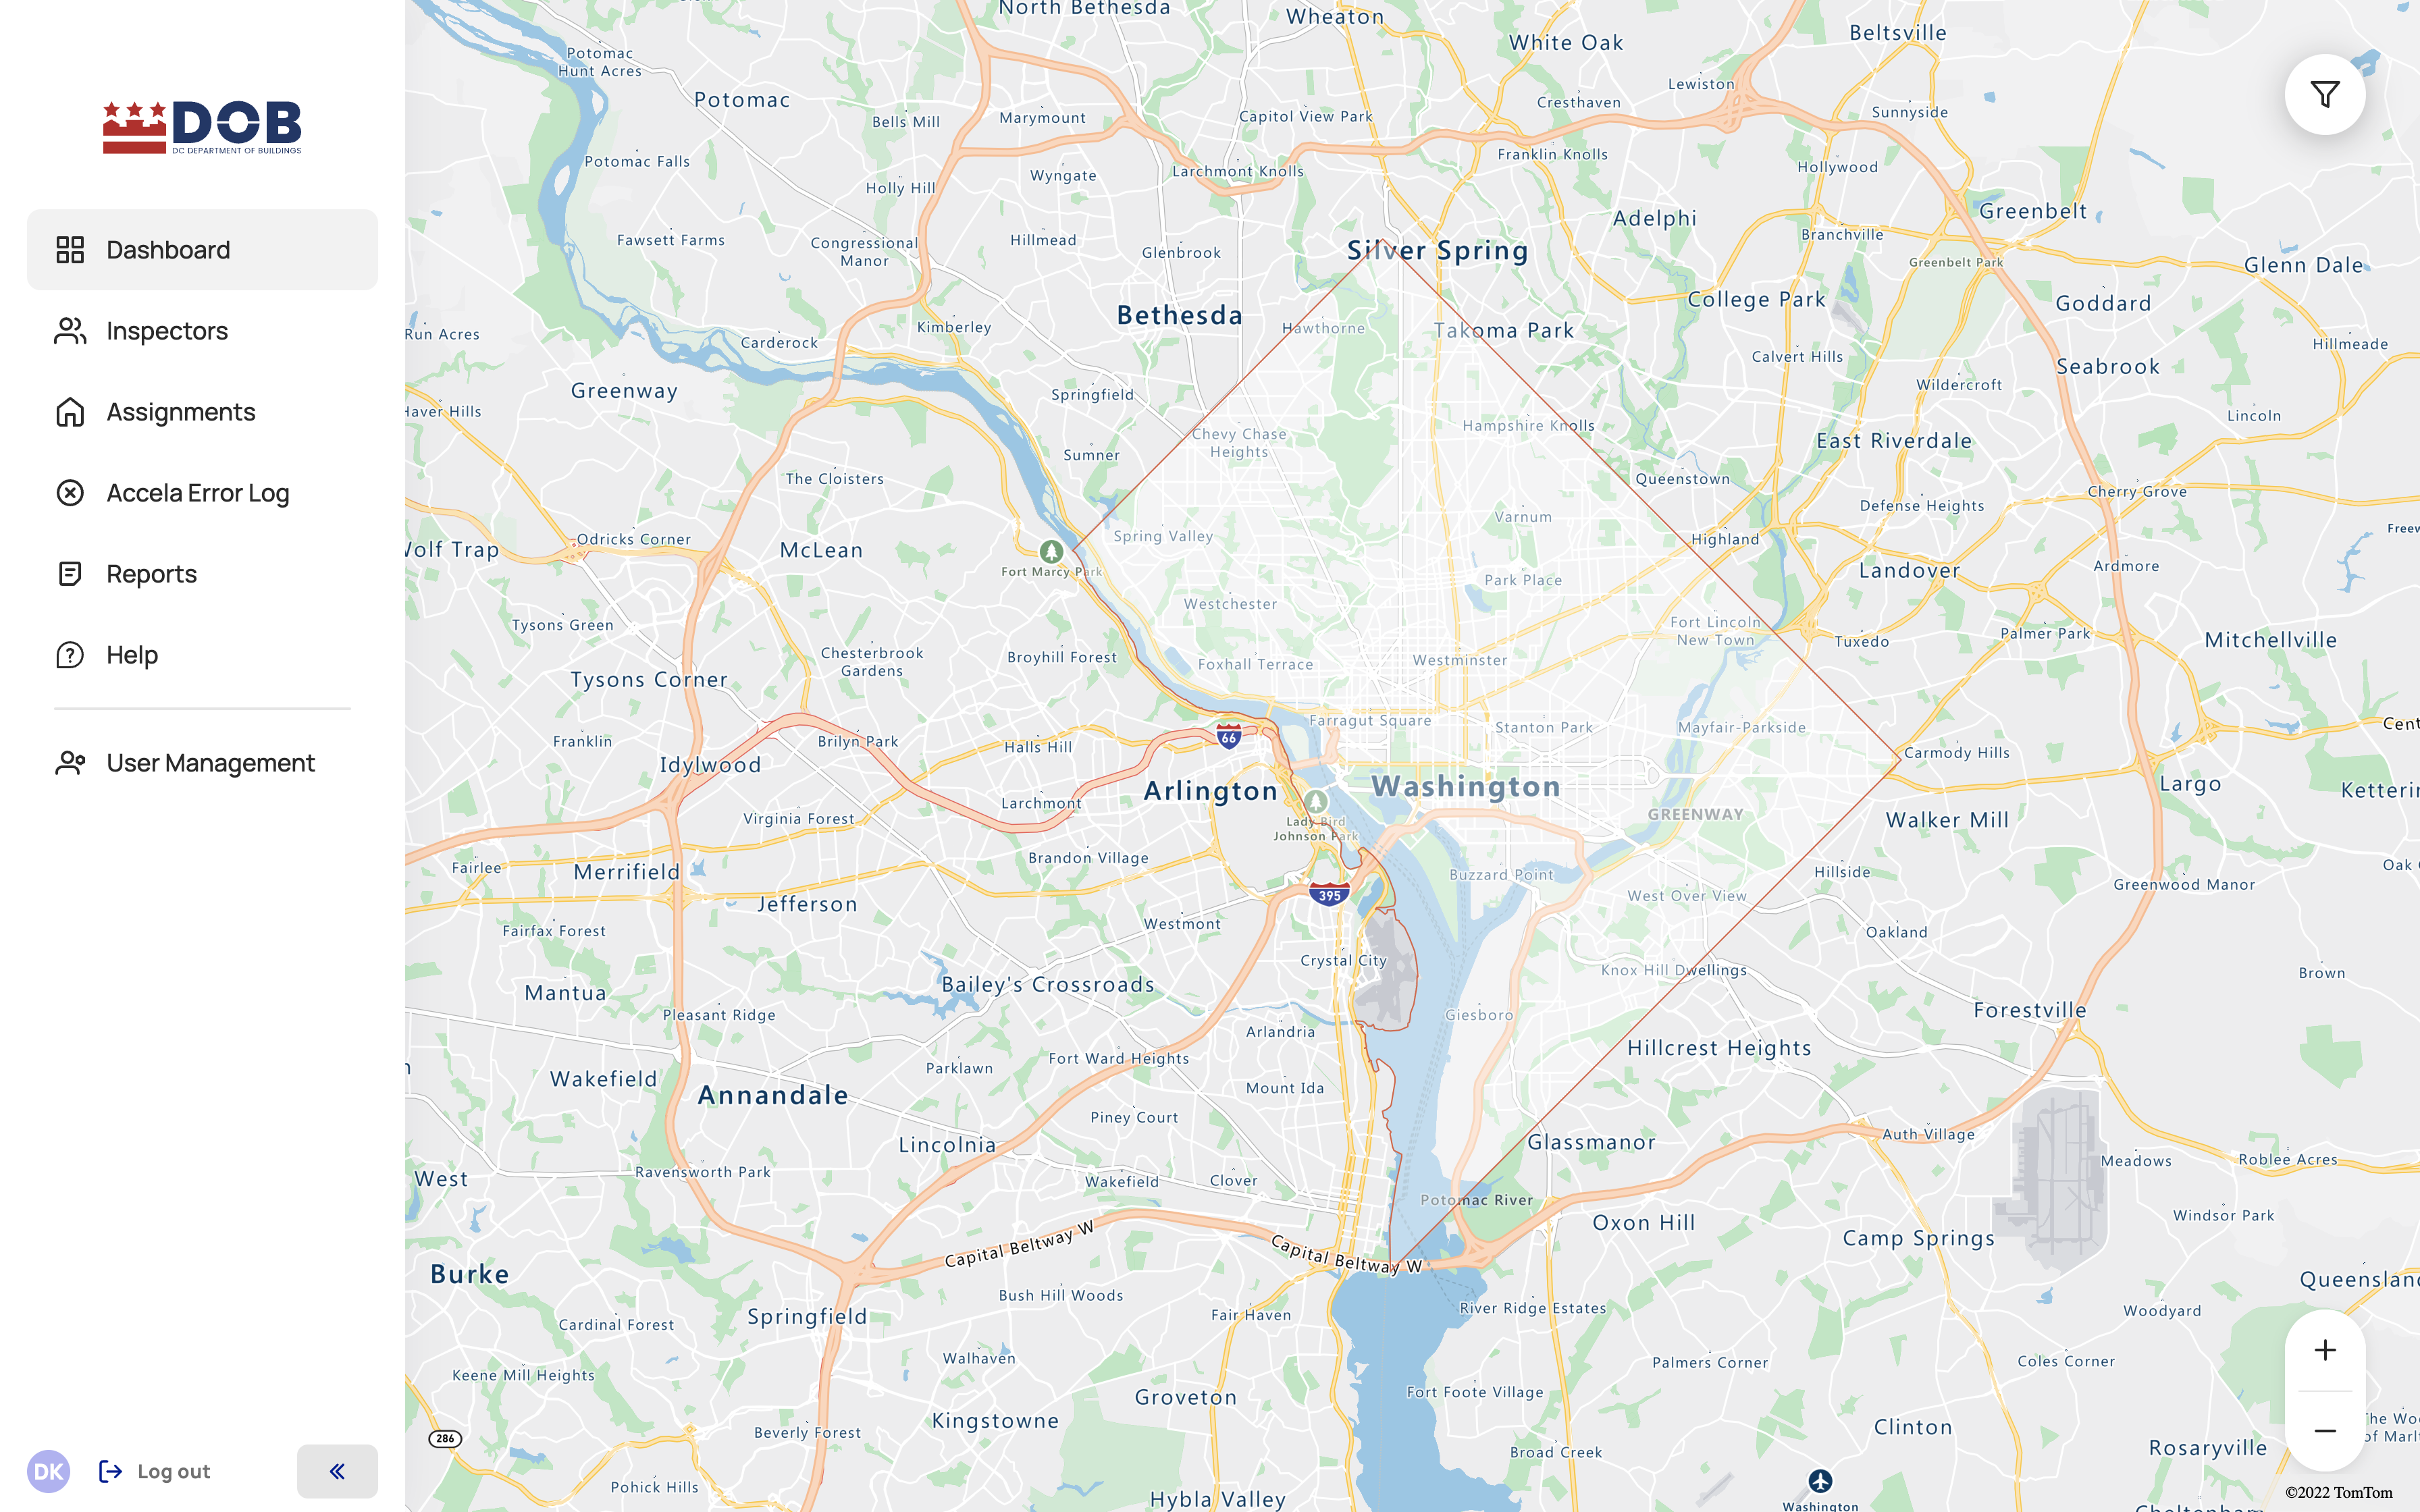 DOB
DC DEPARTMENT OF BUILDINGS
Dashboard
Inspectors
Assignments
Accela Error Log
Reports
Help
User Management
DK
Log out
North Bethesda
Wheaton
White Oak
Beltsville
Potomac
Hunt Acres
Lewiston
Potomac
Cresthaven
Sunnyside
Bells Mill
Marymount
Capitol View Park
Potomac Falls
Franklin Knolls
Hollywood
Wyngate
Larchmont Knolls
Holly Hill
Adelphi
Greenbelt
Fawsett Farms
Congressional
Manor
Hillmead
Glenbrook
Silver Spring
Branchville
Greenbelt Park
Glenn Dale
College Park
Goddard
Bethesda
Run Acres
Carderock
Kimberley
Hawthorne
Takoma Park
Calvert Hills
Hillmeade
Seabrook
Greenway
Springfield
Wildercroft
Haver Hills
Lincoln
Hampshire Knolls
Chevy Chase
Heights
East Riverdale
Sumner
The Cloisters
Queenstown
Cherry Grove
Defense Heights
Varnum
Freew
Wolf Trap
Odricks Corner
McLean
Spring Valley
Highland
Fort Marcy Park
Park Place
Landover
Ardmore
Westchester
Tysons Green
Fort Lincoln
New Town
Tuxedo
Palmer Park
Mitchellville
Chesterbrook
Gardens
Broyhill Forest
Foxhall Terrace
Westminster
Tysons Corner
Farragut Square
Stanton Park
Mayfair-Parkside
Cent
Franklin
Brilyn Park
Halls Hill
66
Carmody Hills
Idylwood
Arlington
Washington
Largo
Ketterin
Larchmont
Virginia Forest
Lady Bird
Johnson Park
GREENWAY
Walker Mill
Fairlee
Merrifield
Brandon Village
Buzzard Point
Hillside
Oak
Greenwood Manor
Jefferson
395
West Over View
Westmont
Fairfax Forest
Oakland
Crystal City
Knox Hill Dwellings
Brown
Mantua
Bailey's Crossroads
Pleasant Ridge
Giesboro
Forestville
Arlandria
Hillcrest Heights
Fort Ward Heights
Parklawn
n
Wakefield
Annandale
Mount Ida
Piney Court
Lincolnia
Glassmanor
Auth Village
Meadows
Roblee Acres
West
Ravensworth Park
Wakefield
Clover
Potomac River
Windsor Park
Oxon Hill
Camp Springs
Capital Beltway W
Capital Beltway W
Burke
Queensland
Bush Hill Woods
Springfield
Cardinal Forest
Fair Haven
River Ridge Estates
Woodyard
Walhaven
Palmers Corner
Coles Corner
Keene Mill Heights
Groveton
Fort Foote Village
Kingstowne
Beverly Forest
286
Clinton
The Wo
of Marl
Rosaryville
Broad Creek
Pohick Hills
Hybla Valley
Washington
Cheltenham
©2022 TomTom